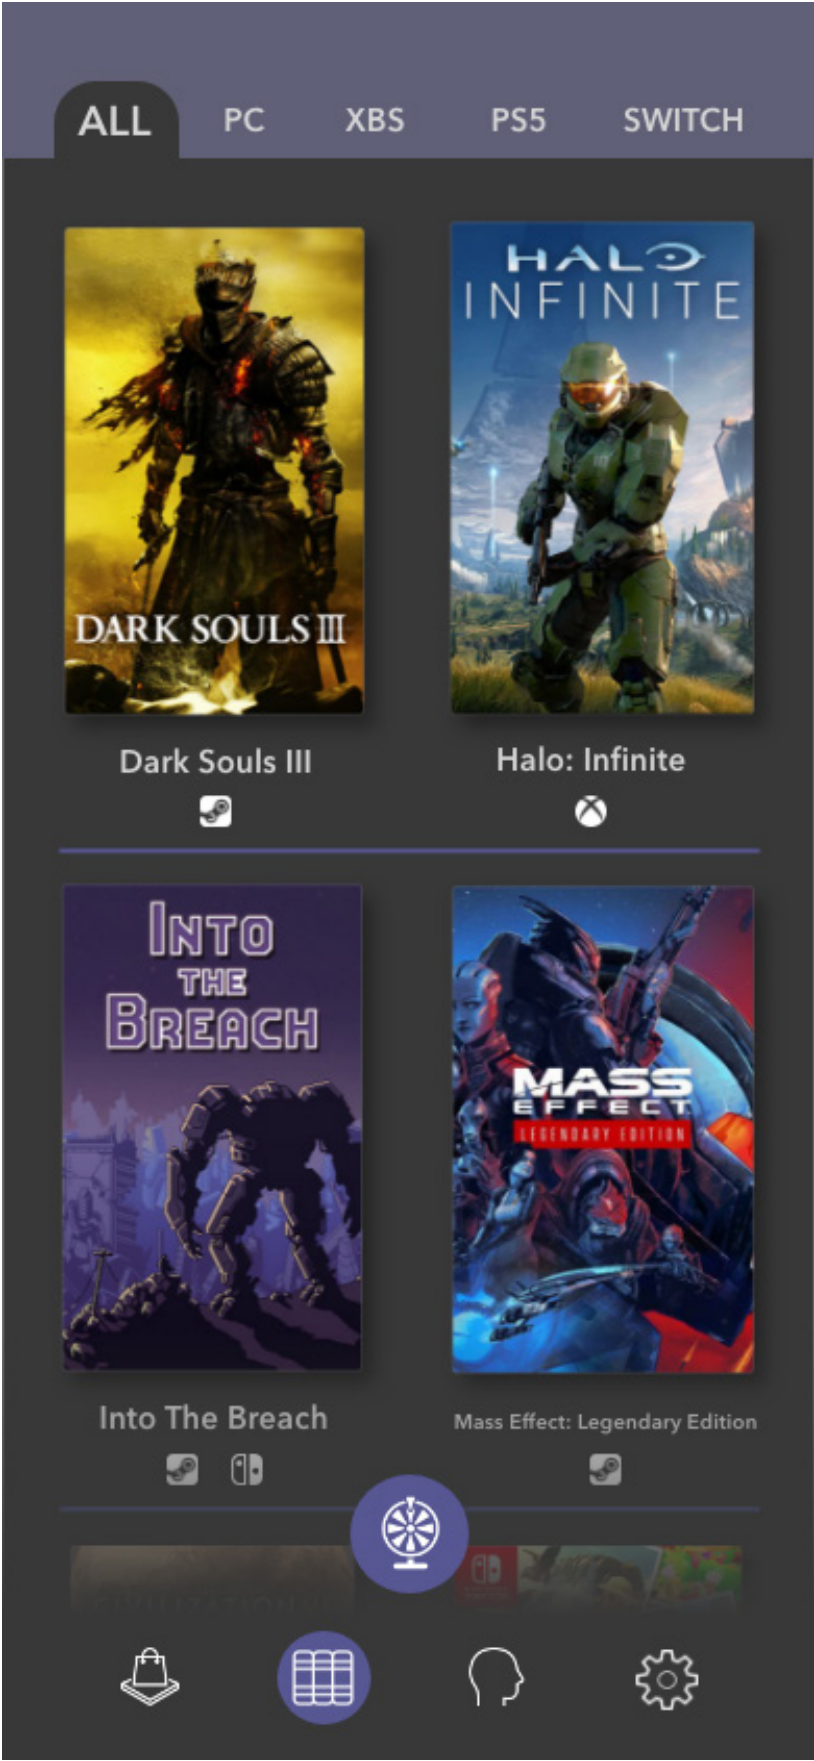 ALL PC XBS PS5 SWITCH
HALO
INFINITE
DARK SOULS III
Dark Souls III
Halo: Infinite
INTO
THE
BREACH
MASS
EFFECT
LEGENDARY EDITION
Into The Breach
Mass Effect: Legendary Edition